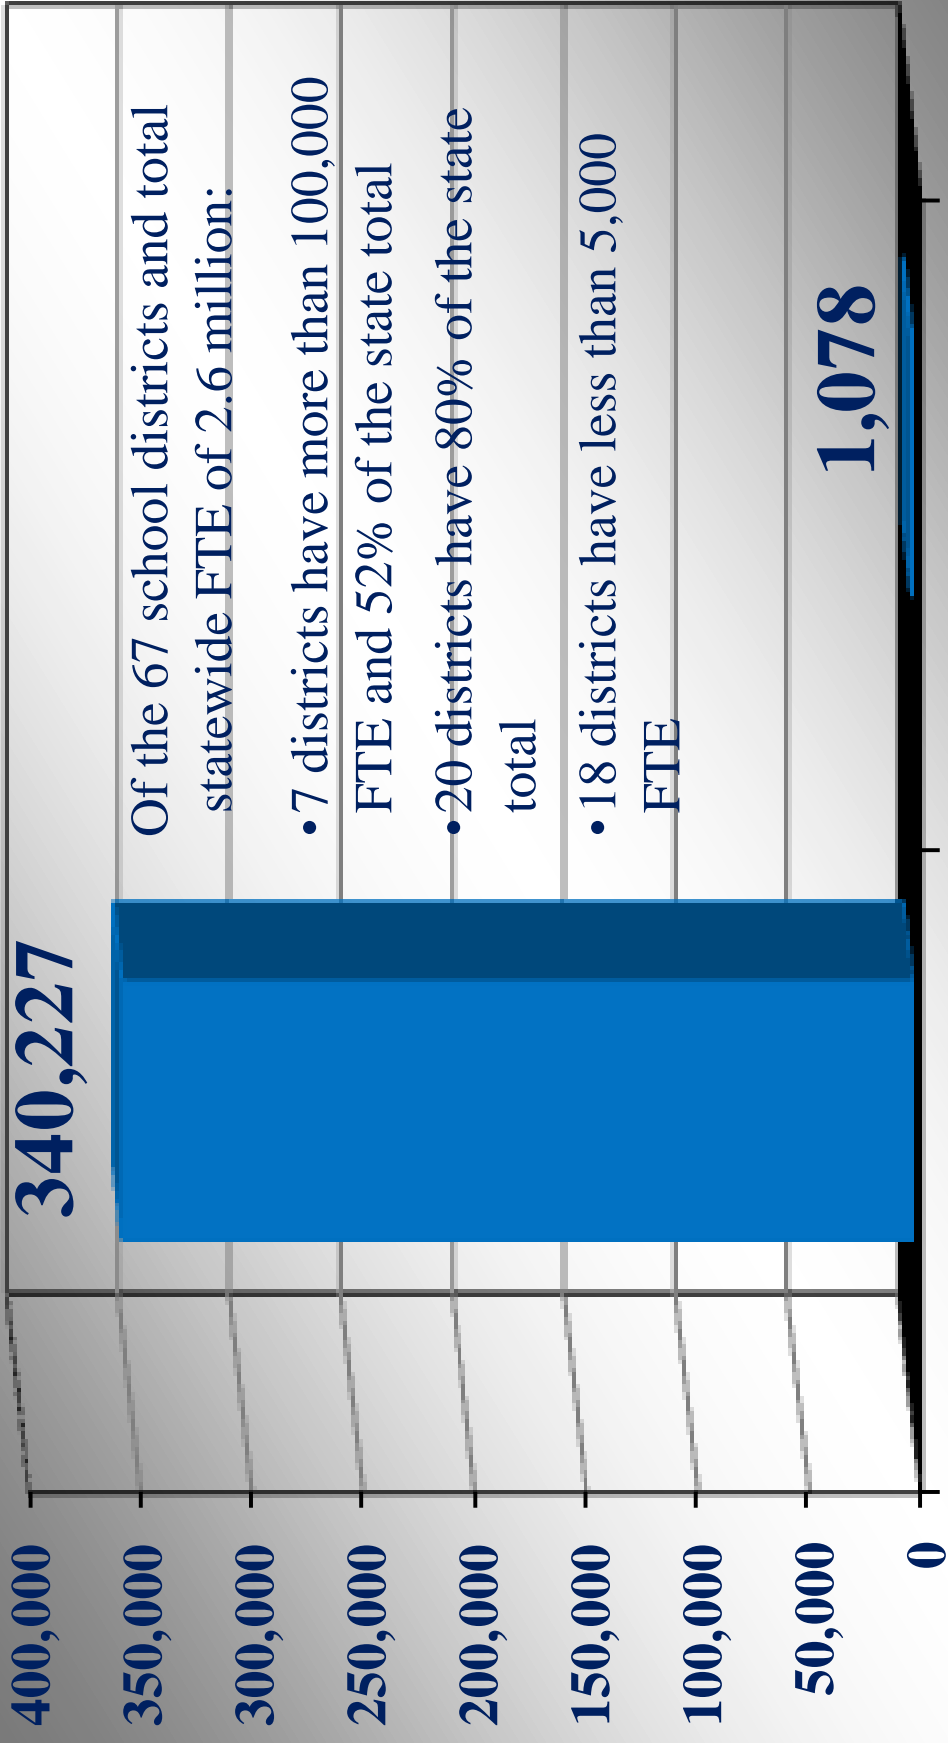 400,000
350,000
300,000
250,000
200,000
150,000
100,000
50,000
0
340,227
Of the 67 school districts and total
statewide FTE of 2.6 million:
• 7 districts have more than 100,000
FTE and 52% of the state total
• 20 districts have 80% of the state
total
• 18 districts have less than 5,000
FTE
1,078